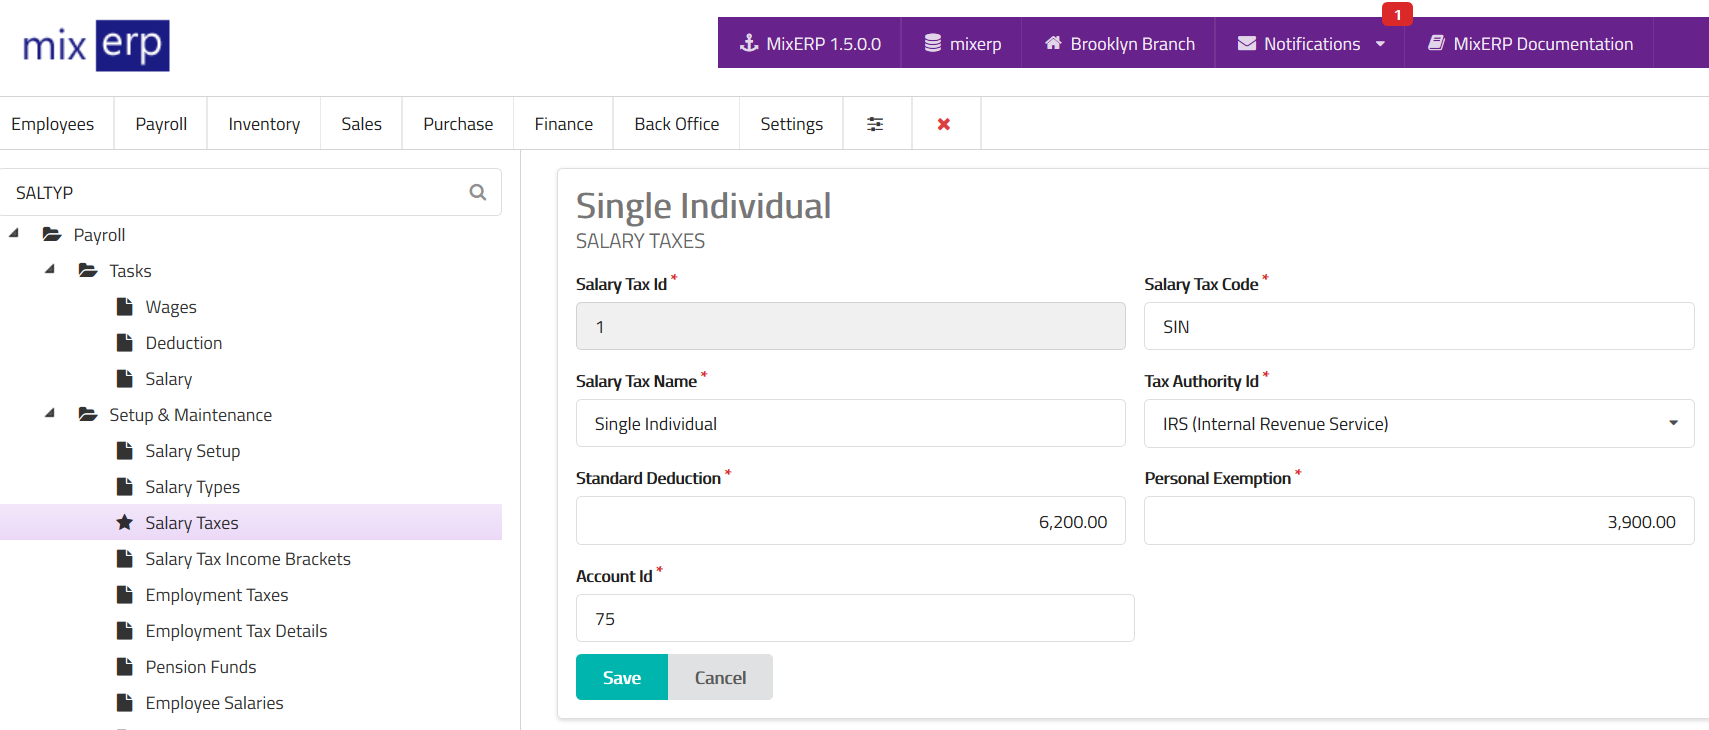 mix erp
MixERP 1.5.0.0 mixerp Brooklyn Branch Notifications 1 MixERP Documentation
Employees Payroll Inventory Sales Purchase Finance Back Office Settings
SALTYP
Payroll
Tasks
Wages
Deduction
Salary
Setup & Maintenance
Salary Setup
Salary Types
Salary Taxes
Salary Tax Income Brackets
Employment Taxes
Employment Tax Details
Pension Funds
Employee Salaries
Single Individual
SALARY TAXES
Salary Tax Id * Salary Tax Code *
1 SIN
Salary Tax Name * Tax Authority Id *
Single Individual IRS (Internal Revenue Service)
Standard Deduction * Personal Exemption *
6,200.00 3,900.00
Account Id *
75
Save Cancel